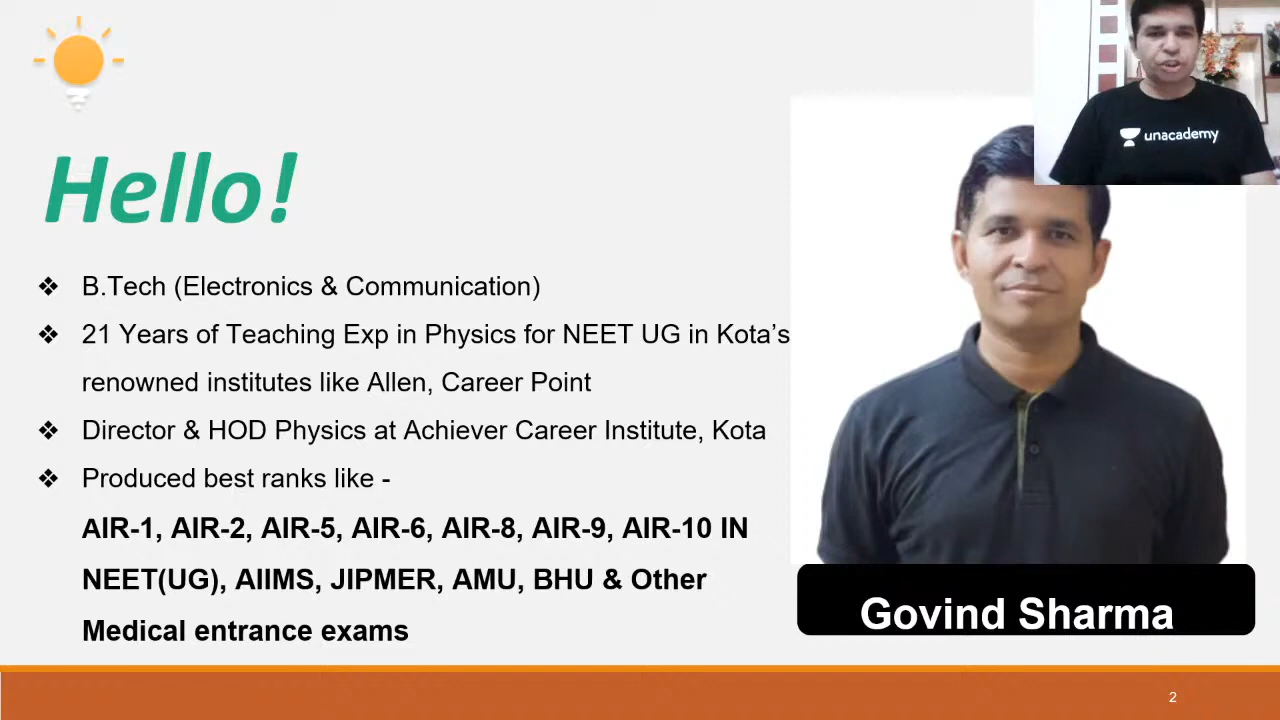 unacademy
Hello!
❖ B.Tech (Electronics & Communication)
❖ 21 Years of Teaching Exp in Physics for NEET UG in Kota’s
renowned institutes like Allen, Career Point
❖ Director & HOD Physics at Achiever Career Institute, Kota
❖ Produced best ranks like -
AIR-1, AIR-2, AIR-5, AIR-6, AIR-8, AIR-9, AIR-10 IN
NEET(UG), AIIMS, JIPMER, AMU, BHU & Other
Medical entrance exams
Govind Sharma
2